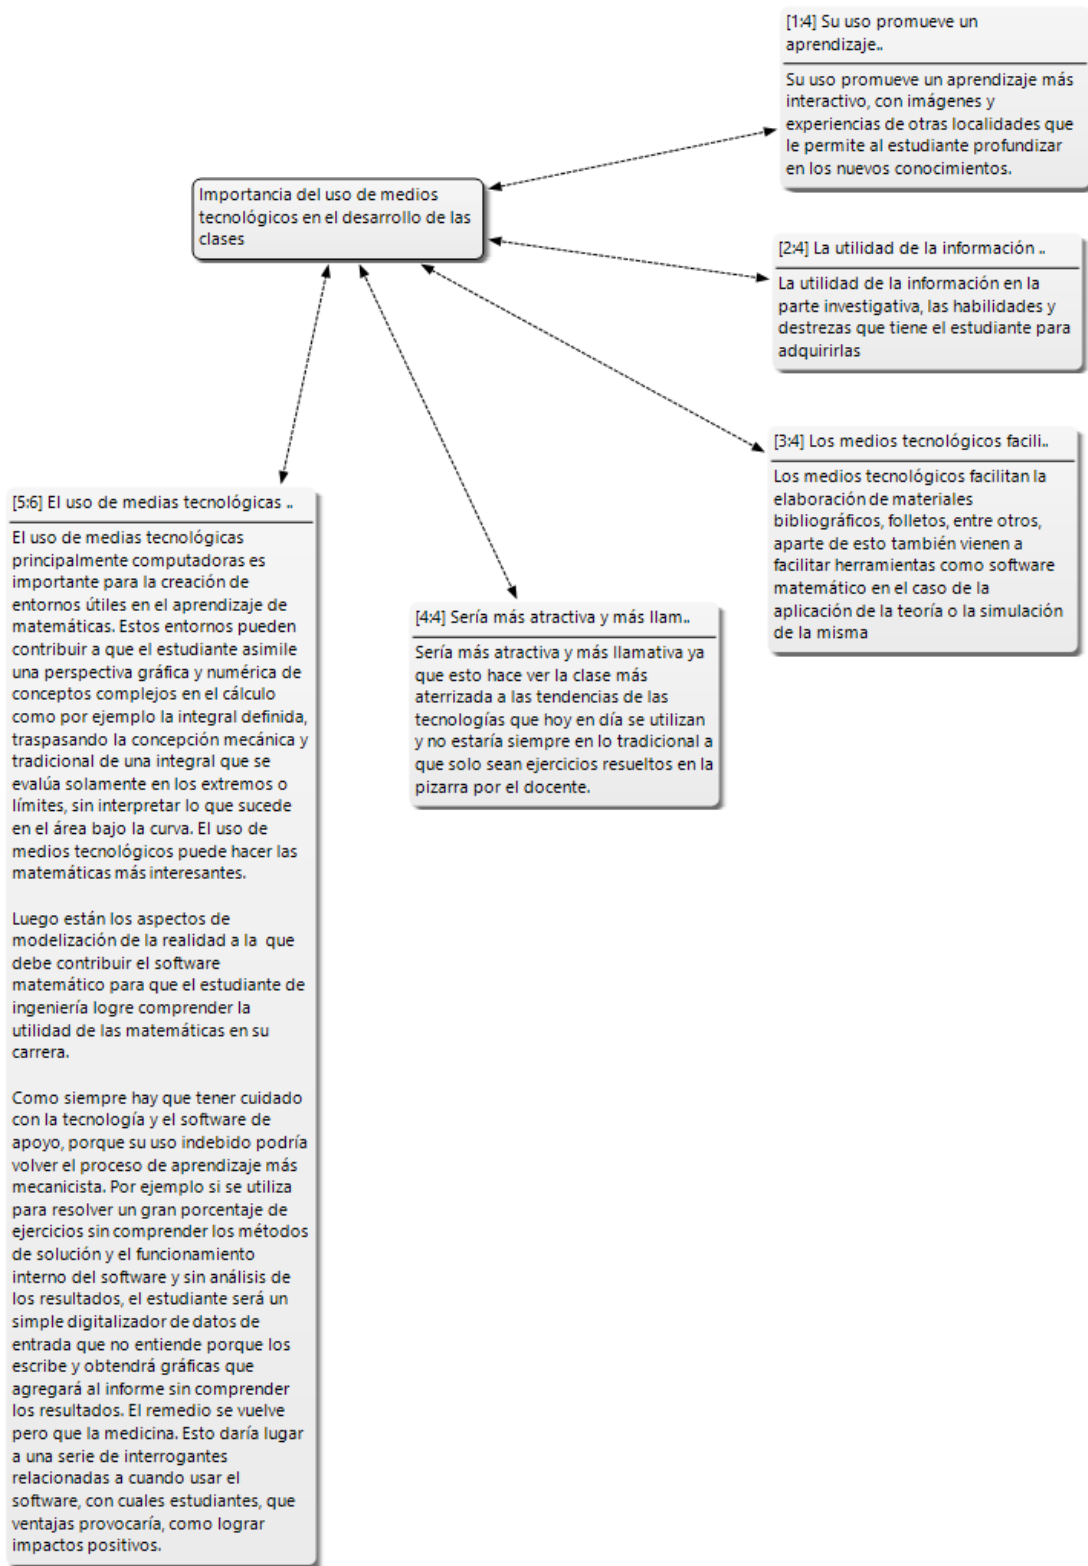 [1:4] Su uso promueve un
aprendizaje..
Su uso promueve un aprendizaje más
interactivo, con imágenes y
experiencias de otras localidades que
le permite al estudiante profundizar
en los nuevos conocimientos.
Importancia del uso de medios
tecnológicos en el desarrollo de las
clases
[2:4] La utilidad de la información ..
La utilidad de la información en la
parte investigativa, las habilidades y
destrezas que tiene el estudiante para
adquirirlas
[3:4] Los medios tecnológicos facili..
Los medios tecnológicos facilitan la
elaboración de materiales
bibliográficos, folletos, entre otros,
aparte de esto también vienen a
facilitar herramientas como software
matemático en el caso de la
aplicación de la teoría o la simulación
de la misma
[4:4] Sería más atractiva y más llam..
Sería más atractiva y más llamativa ya
que esto hace ver la clase más
aterrizada a las tendencias de las
tecnologías que hoy en día se utilizan
y no estaría siempre en lo tradicional a
que solo sean ejercicios resueltos en la
pizarra por el docente.
[5:6] El uso de medias tecnológicas ..
El uso de medias tecnológicas
principalmente computadoras es
importante para la creación de
entornos útiles en el aprendizaje de
matemáticas. Estos entornos pueden
contribuir a que el estudiante asimile
una perspectiva gráfica y numérica de
conceptos complejos en el cálculo
como por ejemplo la integral definida,
traspasando la concepción mecánica y
tradicional de una integral que se
evalúa solamente en los extremos o
límites, sin interpretar lo que sucede
en el área bajo la curva. El uso de
medios tecnológicos puede hacer las
matemáticas más interesantes.
Luego están los aspectos de
modelización de la realidad a la  que
debe contribuir el software
matemático para que el estudiante de
ingeniería logre comprender la
utilidad de las matemáticas en su
carrera.
Como siempre hay que tener cuidado
con la tecnología y el software de
apoyo, porque su uso indebido podría
volver el proceso de aprendizaje más
mecanicista. Por ejemplo si se utiliza
para resolver un gran porcentaje de
ejercicios sin comprender los métodos
de solución y el funcionamiento
interno del software y sin análisis de
los resultados, el estudiante será un
simple digitalizador de datos de
entrada que no entiende porque los
escribe y obtendrá gráficas que
agregará al informe sin comprender
los resultados. El remedio se vuelve
pero que la medicina. Esto daría lugar
a una serie de interrogantes
relacionadas a cuando usar el
software, con cuales estudiantes, que
ventajas provocaría, como lograr
impactos positivos.